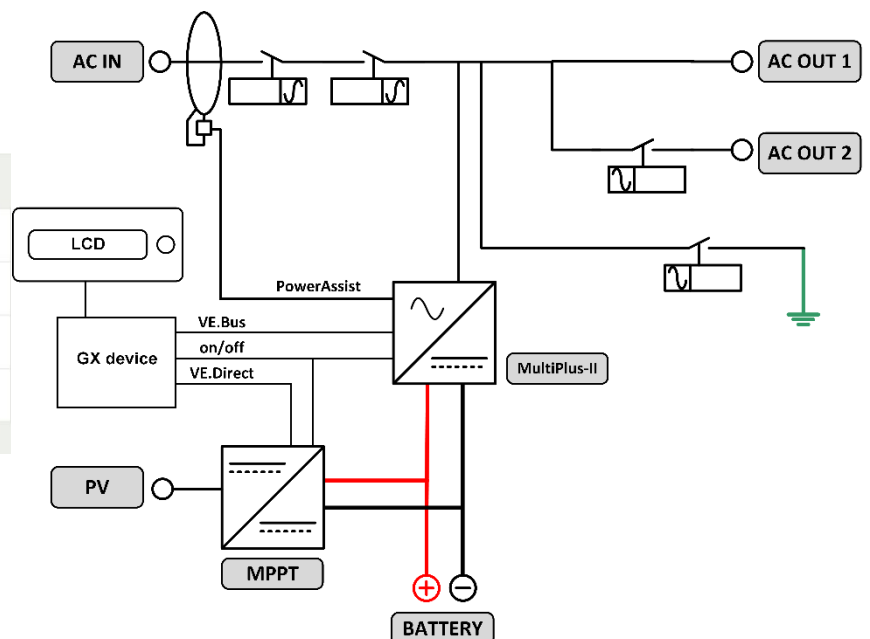 AC IN
AC OUT 1
AC OUT 2
LCD
PowerAssist
VE.Bus
GX device
on/off
VE.Direct
MultiPlus-II
PV
MPPT
BATTERY